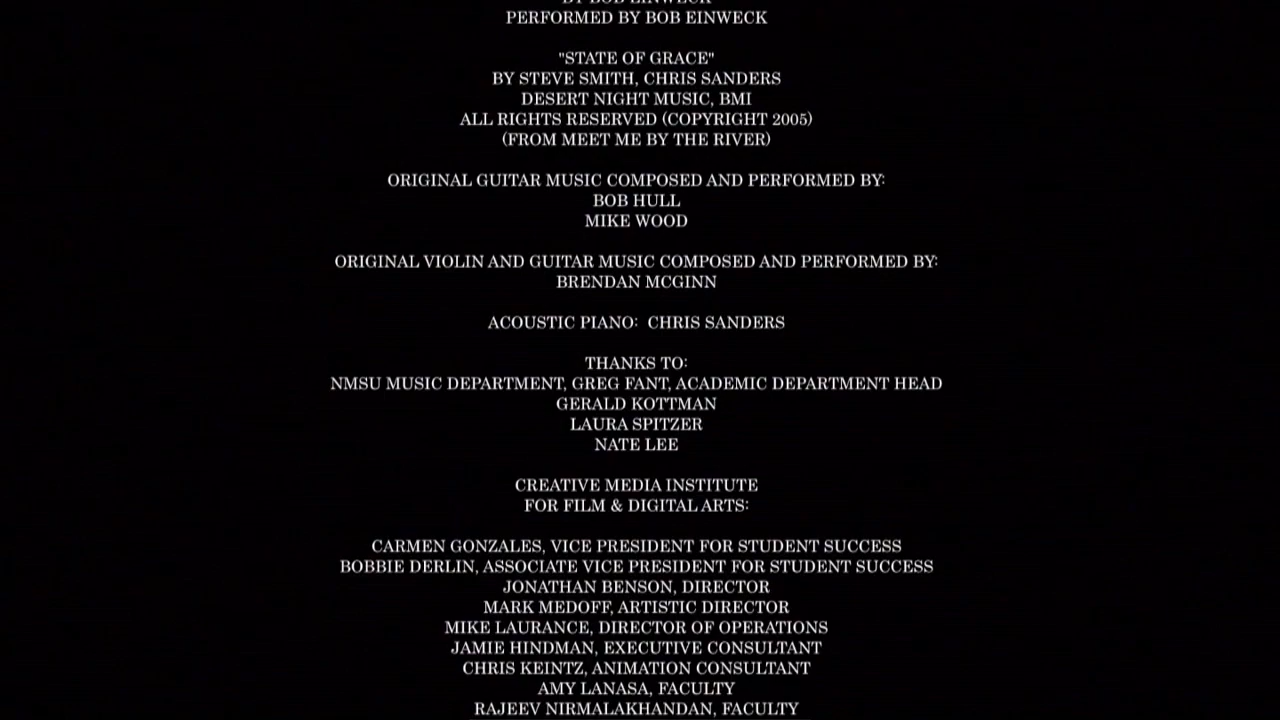 BY BOB EINWECK
PERFORMED BY BOB EINWECK
"STATE OF GRACE"
BY STEVE SMITH, CHRIS SANDERS
DESERT NIGHT MUSIC, BMI
ALL RIGHTS RESERVED (COPYRIGHT 2005)
(FROM MEET ME BY THE RIVER)
ORIGINAL GUITAR MUSIC COMPOSED AND PERFORMED BY:
BOB HULL
MIKE WOOD
ORIGINAL VIOLIN AND GUITAR MUSIC COMPOSED AND PERFORMED BY:
BRENDAN MCGINN
ACOUSTIC PIANO:  CHRIS SANDERS
THANKS TO:
NMSU MUSIC DEPARTMENT, GREG FANT, ACADEMIC DEPARTMENT HEAD
GERALD KOTTMAN
LAURA SPITZER
NATE LEE
CREATIVE MEDIA INSTITUTE
FOR FILM & DIGITAL ARTS:
CARMEN GONZALES, VICE PRESIDENT FOR STUDENT SUCCESS
BOBBIE DERLIN, ASSOCIATE VICE PRESIDENT FOR STUDENT SUCCESS
JONATHAN BENSON, DIRECTOR
MARK MEDOFF, ARTISTIC DIRECTOR
MIKE LAURANCE, DIRECTOR OF OPERATIONS
JAMIE HINDMAN, EXECUTIVE CONSULTANT
CHRIS KEINTZ, ANIMATION CONSULTANT
AMY LANASA, FACULTY
RAJEEV NIRMALAKHANDAN, FACULTY